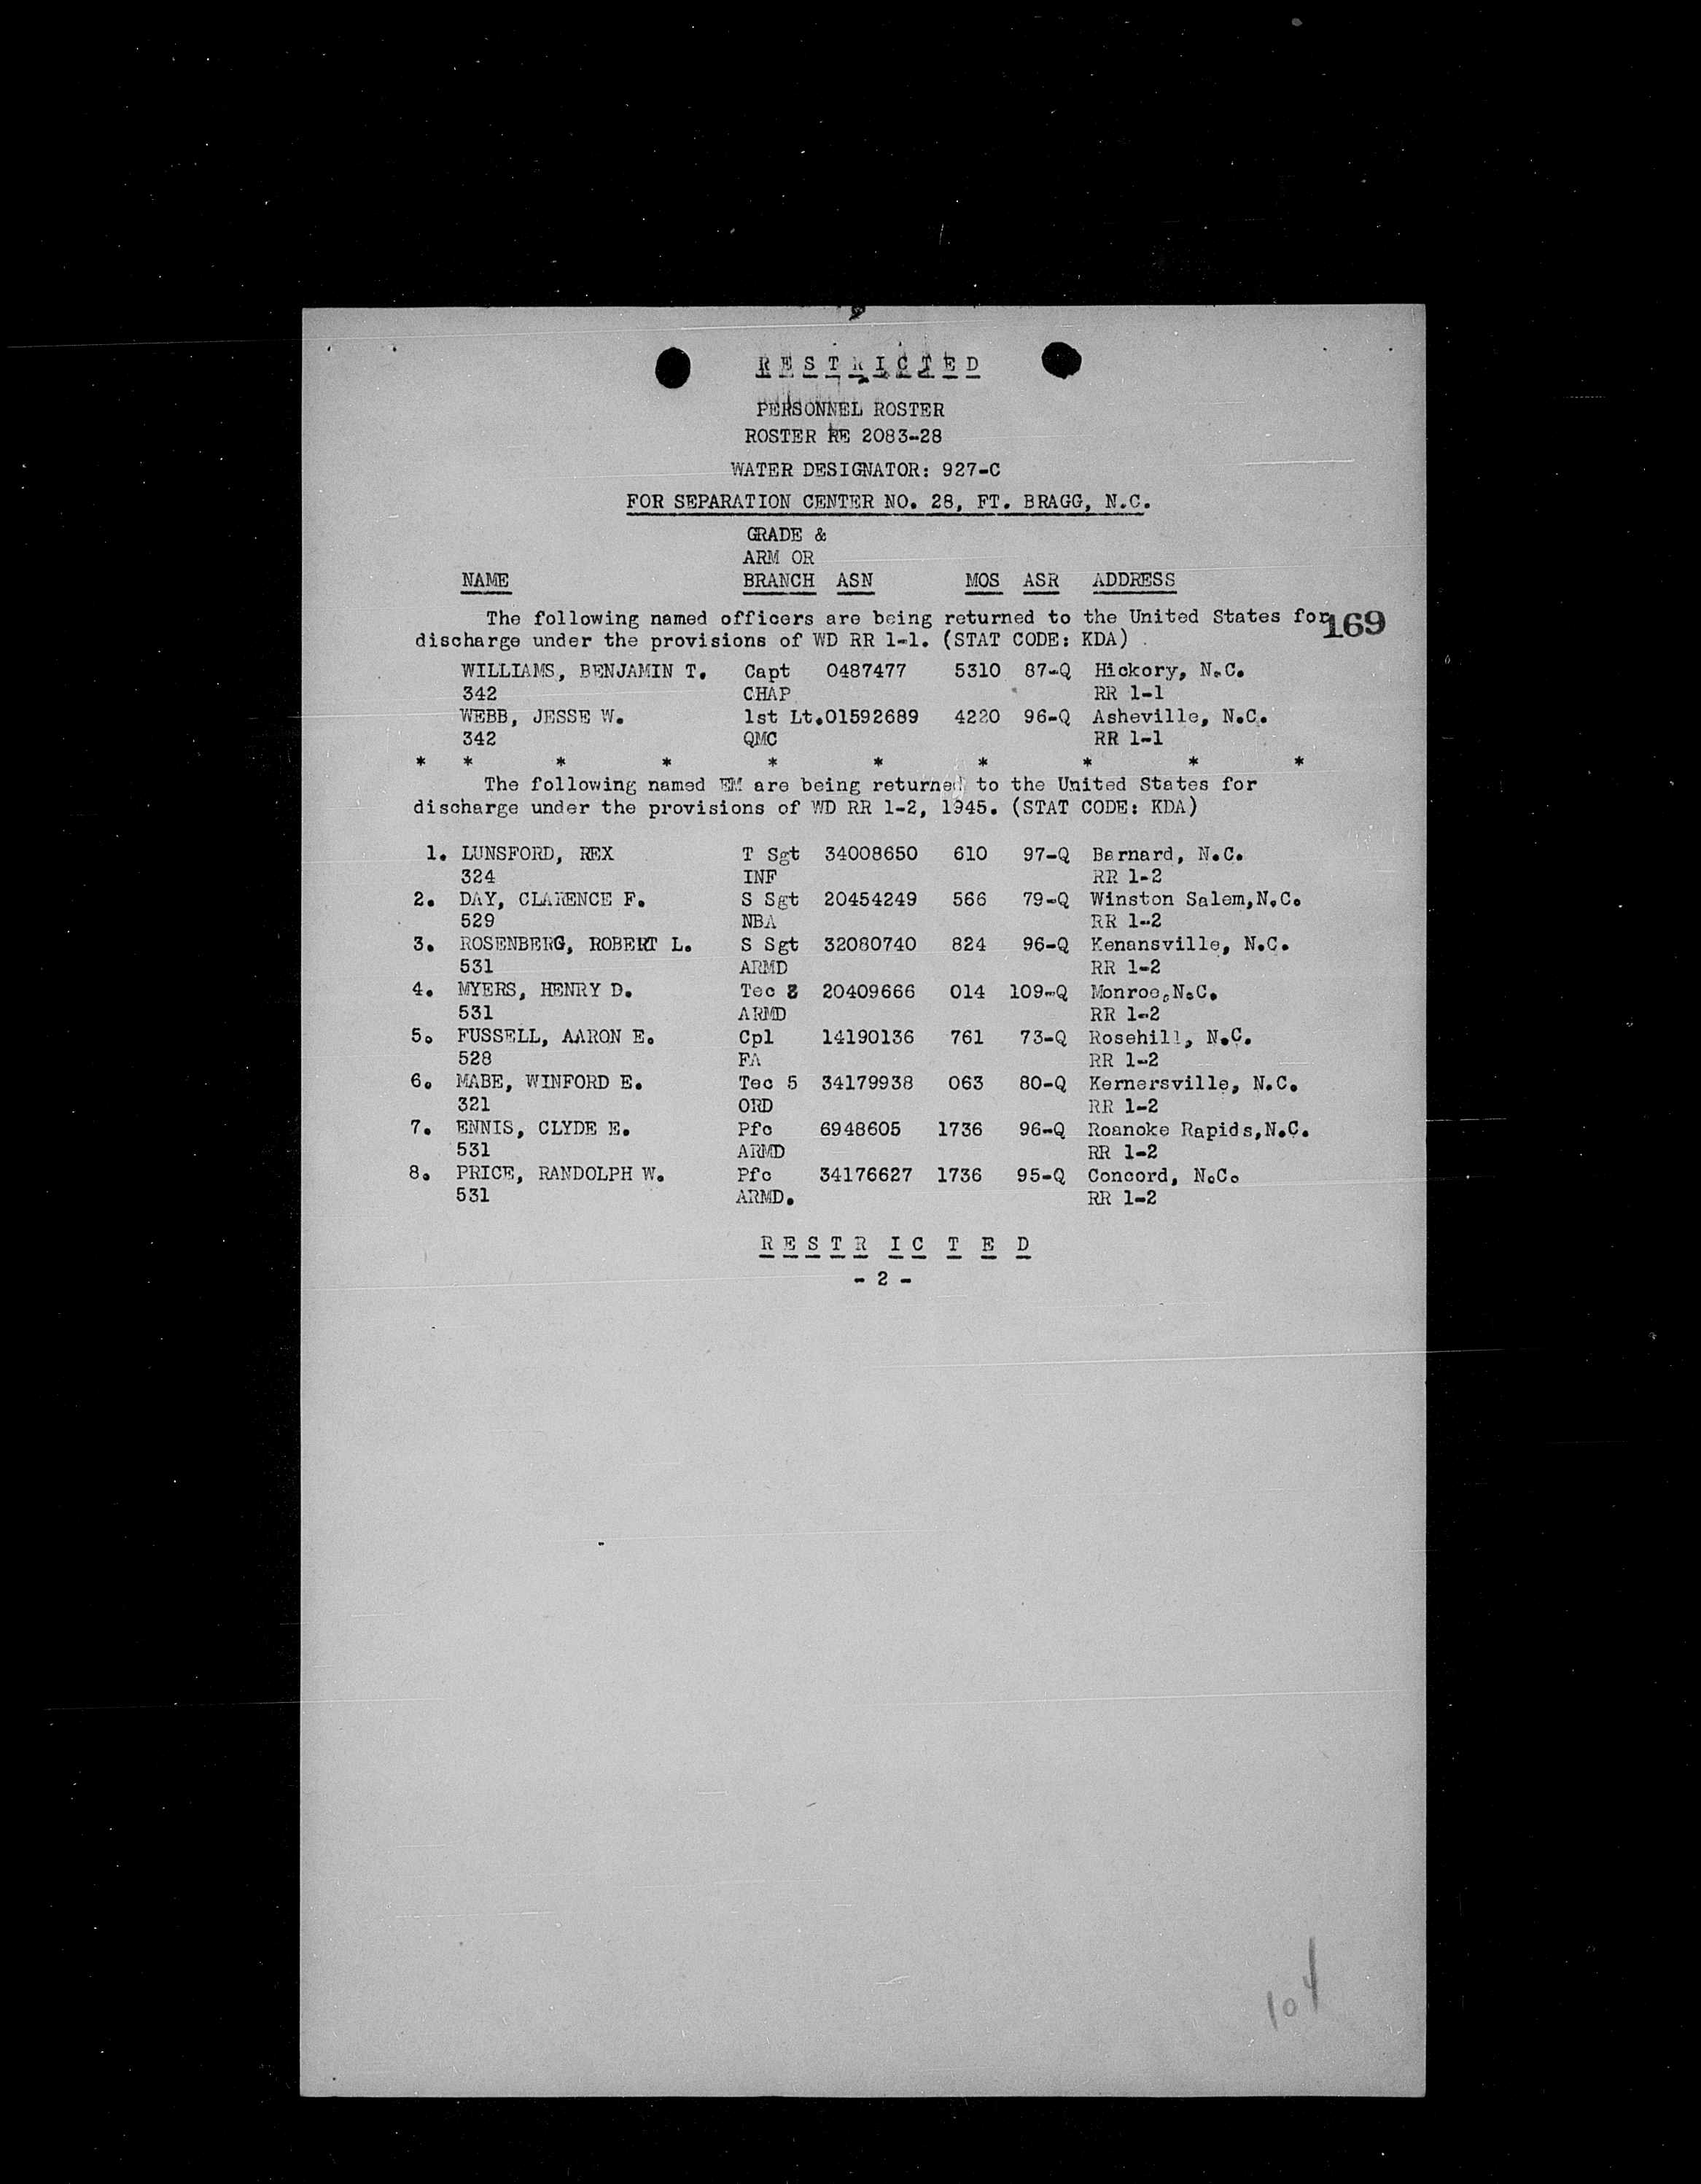 R E S T R I C T E D
PERSONNEL ROSTER
ROSTER RE 2083-28
WATER DESIGNATOR: 927-C
FOR SEPARATION CENTER NO. 28, FT. BRAGG, N.C.
GRADE &
ARM OR
NAME BRANCH ASN MOS ASR ADDRESS
The following named officers are being returned to the United States for 169
discharge under the provisions of WD RR 1-1. (STAT CODE: KDA)
WILLIAMS, BENJAMIN T. Capt 0487477 5310 87-Q Hickory, N.C.
342 CHAP RR 1-1
WEBB, JESSE W. 1st Lt.01592689 4220 96-Q Asheville, N.C.
342 QMC RR 1-1
* * * * * * * * * *
The following named EM are being returned to the United States for
discharge under the provisions of WD RR 1-2, 1945. (STAT CODE: KDA)
1. LUNSFORD, REX T Sgt 34008650 610 97-Q Barnard, N.C.
324 INF RR 1-2
2. DAY, CLARENCE F. S Sgt 20454249 566 79-Q Winston Salem,N.C.
529 NBA RR 1-2
3. ROSENBERG, ROBERT L. S Sgt 32080740 824 96-Q Kenansville, N.C.
531 ARMD RR 1-2
4. MYERS, HENRY D. Tec 20409666 014 109-Q Monroe,N.C.
531 ARMD RR 1-2
5. FUSSELL, AARON E. Cpl 14190136 761 73-Q Rosehill, N.C.
528 FA RR 1-2
6. MABE, WINFORD E. Tec 5 34179938 063 80-Q Kernersville, N.C.
321 ORD RR 1-2
7. ENNIS, CLYDE E. Pfc 6948605 1736 96-Q Roanoke Rapids,N.C.
531 ARMD RR 1-2
8. PRICE, RANDOLPH W. Pfc 34176627 1736 95-Q Concord, N.C.
531 ARMD. RR 1-2
R E S T R I C T E D
- 2 -
104